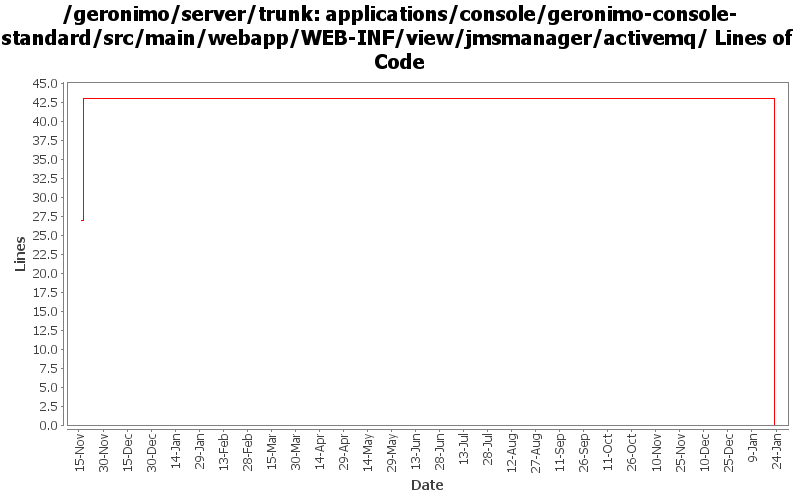 /geronimo/server/trunk: applications/console/geronimo-console-
standard/src/main/webapp/WEB-INF/view/jmsmanager/activemq/ Lines of
Code
45.0
42.5
40.0
37.5
35.0
32.5
30.0
27.5
25.0
22.5
20.0
17.5
15.0
12.5
10.0
7.5
5.0
2.5
0.0
Lines
15-Nov
30-Nov
15-Dec
30-Dec
14-Jan
29-Jan
13-Feb
28-Feb
15-Mar
30-Mar
14-Apr
29-Apr
14-May
29-May
13-Jun
28-Jun
13-Jul
28-Jul
12-Aug
27-Aug
11-Sep
26-Sep
11-Oct
26-Oct
10-Nov
25-Nov
10-Dec
25-Dec
9-Jan
24-Jan
Date